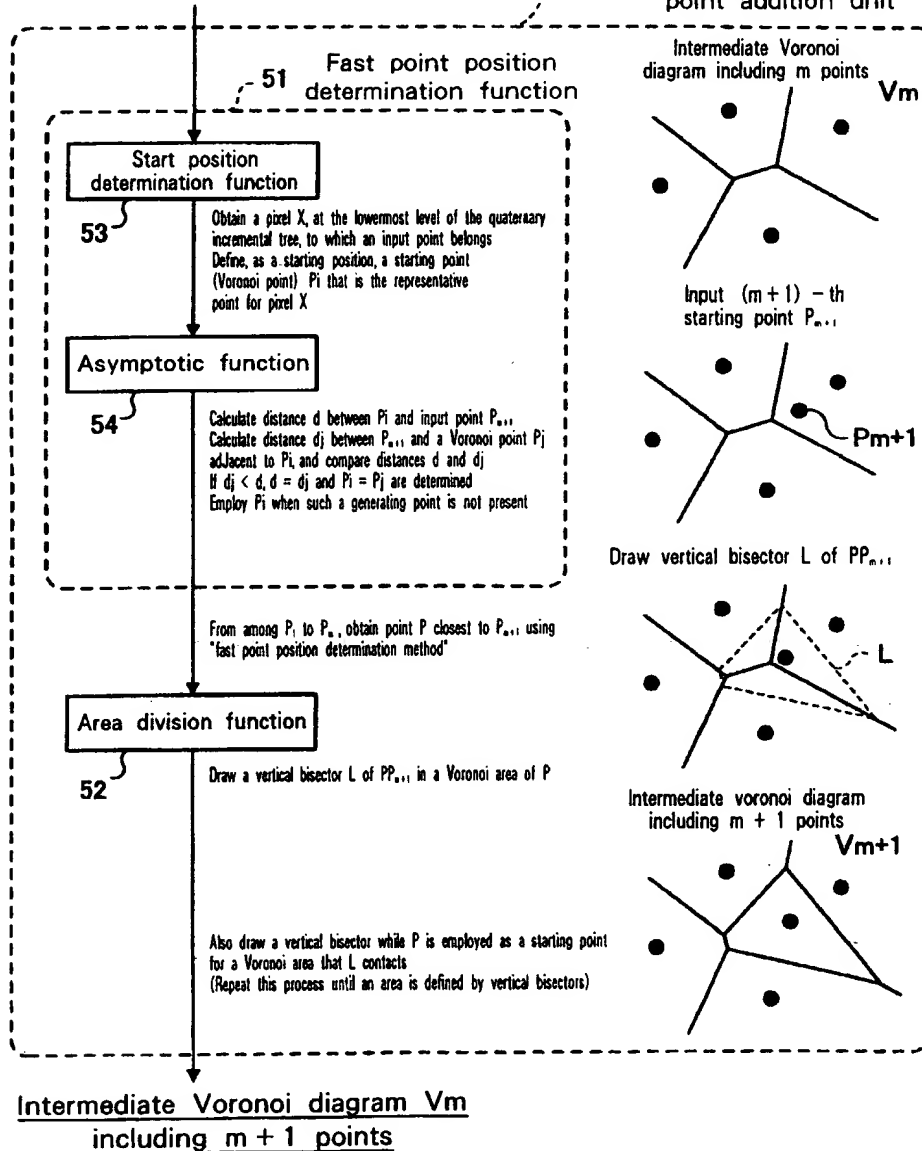 point addition unit
51
Fast point position
determination function
Start position
determination function
53
Obtain a pixel X, at the lowermost level of the quaternary
incremental tree, to which an input point belongs
Define, as a starting position, a starting point
(Voronoi point) Pi that is the representative
point for pixel X
Asymptotic function
54
Calculate distance d between Pi and input point Pm+1
Calculate distance dj between Pm+1 and a Voronoi point Pj
adjacent to Pi, and compare distances d and dj
If dj < d, d = dj and Pi = Pj are determined
Employ Pi when such a generating point is not present
From among P1 to Pm, obtain point P closest to Pm+1 using
"fast point position determination method"
Area division function
52
Draw a vertical bisector L of PPm+1 in a Voronoi area of P
Also draw a vertical bisector while P is employed as a starting point
for a Voronoi area that L contacts
(Repeat this process until an area is defined by vertical bisectors)
Intermediate Voronoi
diagram including m points
Vm
Input (m+1) - th
starting point Pm+1
Pm+1
Draw vertical bisector L of PPm+1
L
Intermediate voronoi diagram
including m + 1 points
Vm+1
Intermediate Voronoi diagram Vm
including m + 1 points